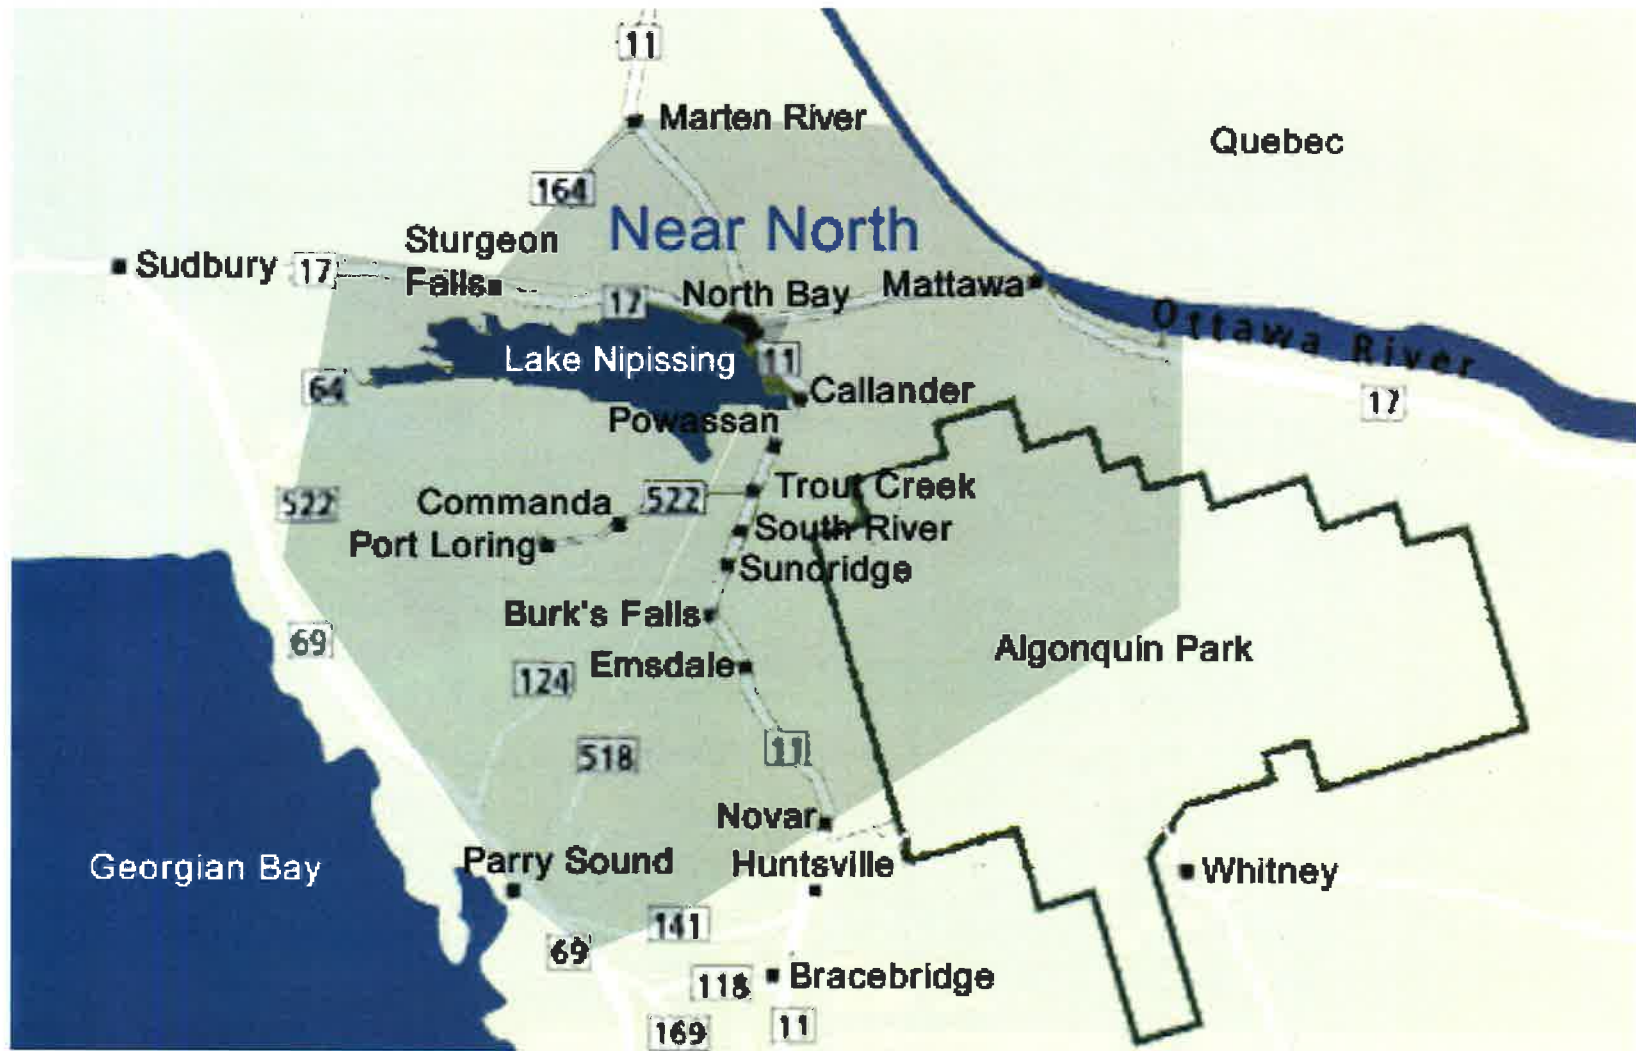 11
Marten River
Quebec
164
Near North
Sturgeon
Falls
Sudbury
17
17
North Bay
Mattawa
Ottawa River
Lake Nipissing
11
64
Callander
17
Powassan
Trout Creek
522
Commanda
522
South River
Port Loring
Sundridge
Burk's Falls
69
Algonquin Park
Emsdale
124
518
11
Novar
Georgian Bay
Parry Sound
Huntsville
Whitney
141
69
118
Bracebridge
169
11